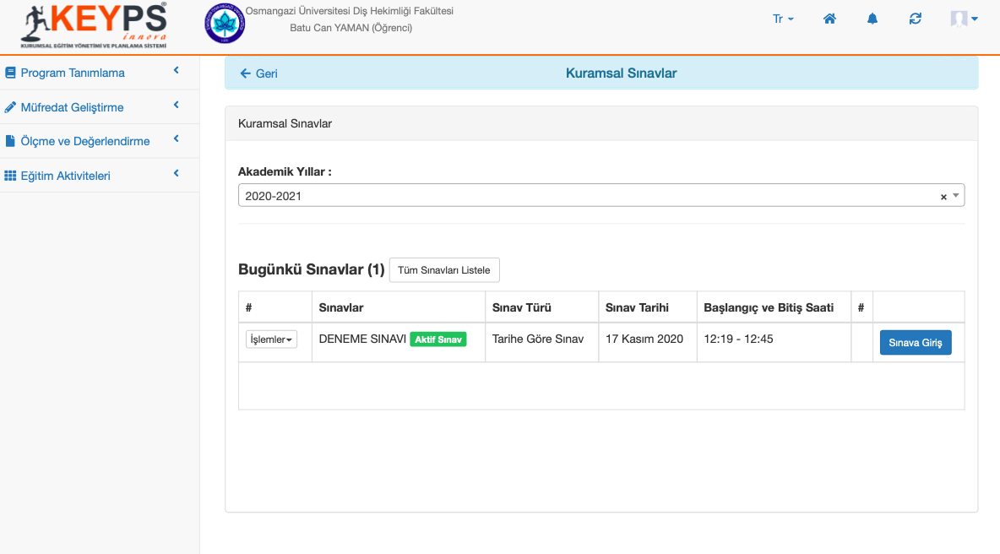 KEYPS
innova
KURUMSAL EĞİTİM YÖNETİMİ VE PLANLAMA SİSTEMİ
Osmangazi Üniversitesi Diş Hekimliği Fakültesi
Batu Can YAMAN (Öğrenci)
Tr
Program Tanımlama
Müfredat Geliştirme
Ölçme ve Değerlendirme
Eğitim Aktiviteleri
Geri
Kuramsal Sınavlar
Kuramsal Sınavlar
Akademik Yıllar :
2020-2021 ×
Bugünkü Sınavlar (1) Tüm Sınavları Listele
# Sınavlar Sınav Türü Sınav Tarihi Başlangıç ve Bitiş Saati #
İşlemler DENEME SINAVI Aktif Sınav Tarihe Göre Sınav 17 Kasım 2020 12:19 - 12:45 Sınava Giriş